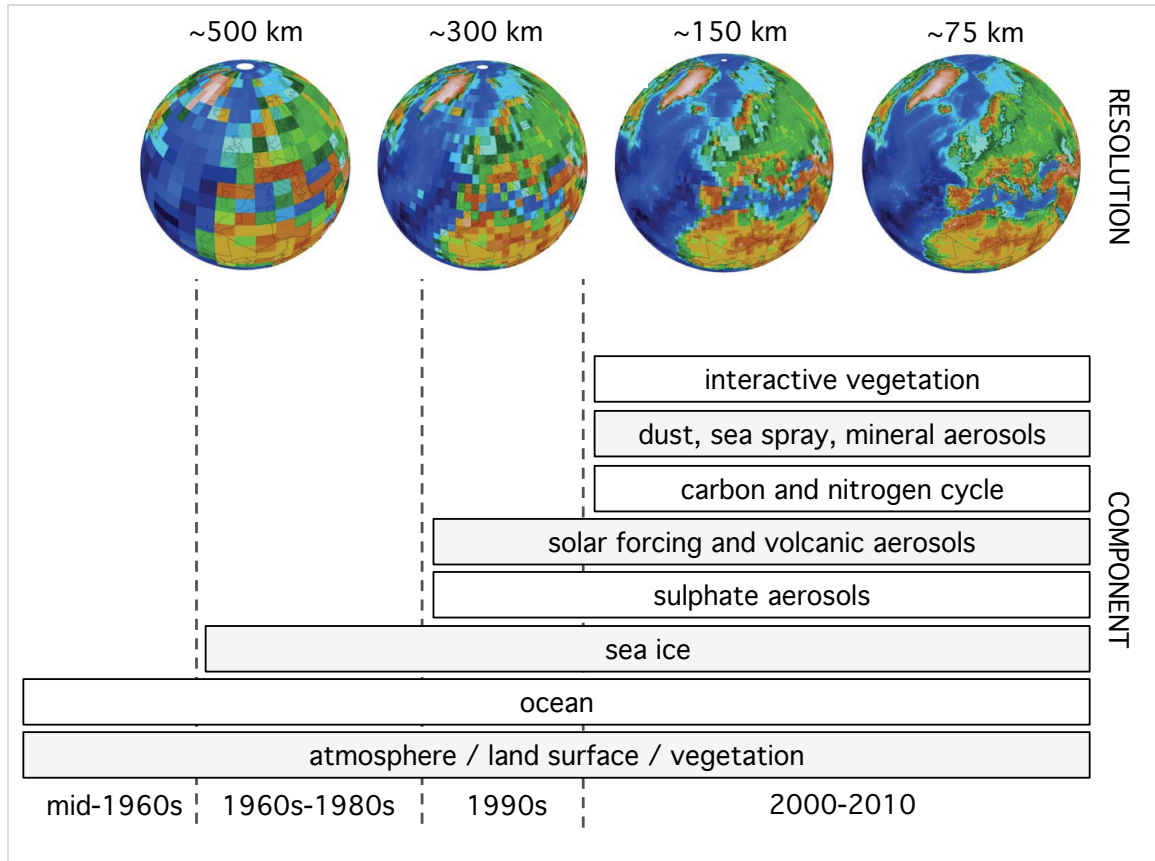 ~500 km
~300 km
~150 km
~75 km
RESOLUTION
interactive vegetation
dust, sea spray, mineral aerosols
carbon and nitrogen cycle
solar forcing and volcanic aerosols
sulphate aerosols
sea ice
ocean
atmosphere / land surface / vegetation
COMPONENT
mid-1960s
1960s-1980s
1990s
2000-2010